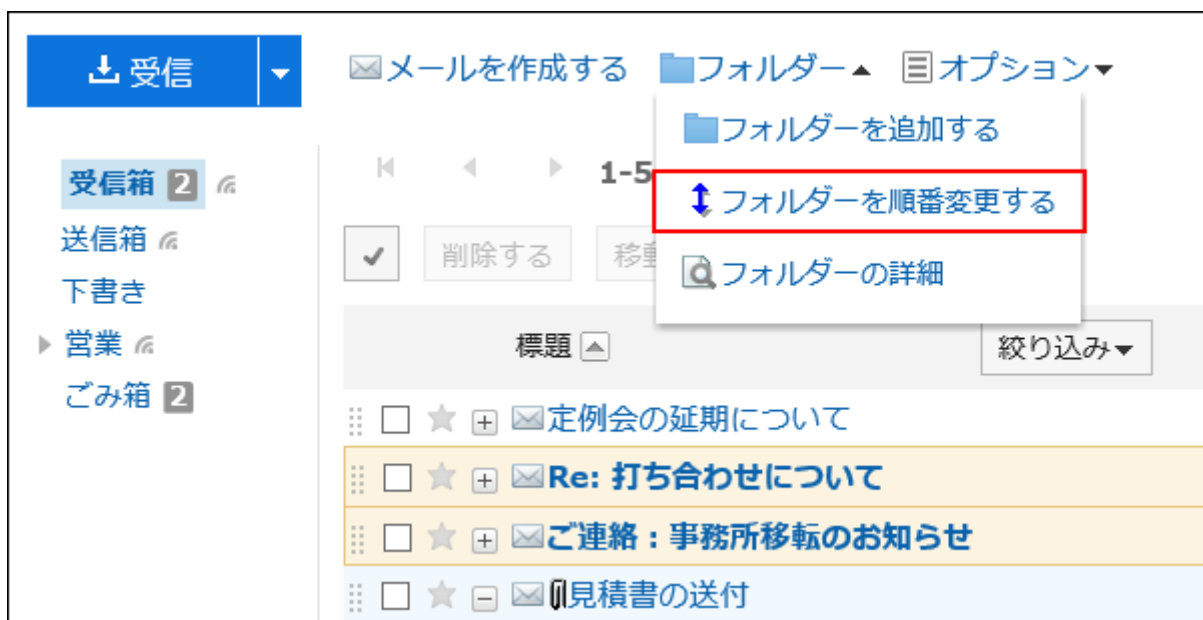 受信
メールを作成する フォルダー オプション
フォルダーを追加する
フォルダーを順番変更する
フォルダーの詳細
受信箱 2
送信箱
下書き
営業
ごみ箱 2
1-5
削除する 移動
標題 絞り込み
定例会の延期について
Re: 打ち合わせについて
ご連絡：事務所移転のお知らせ
見積書の送付